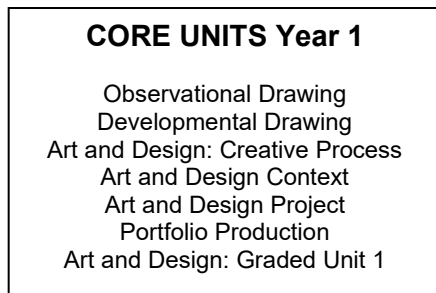 CORE UNITS Year 1
Observational Drawing
Developmental Drawing
Art and Design: Creative Process
Art and Design Context
Art and Design Project
Portfolio Production
Art and Design: Graded Unit 1